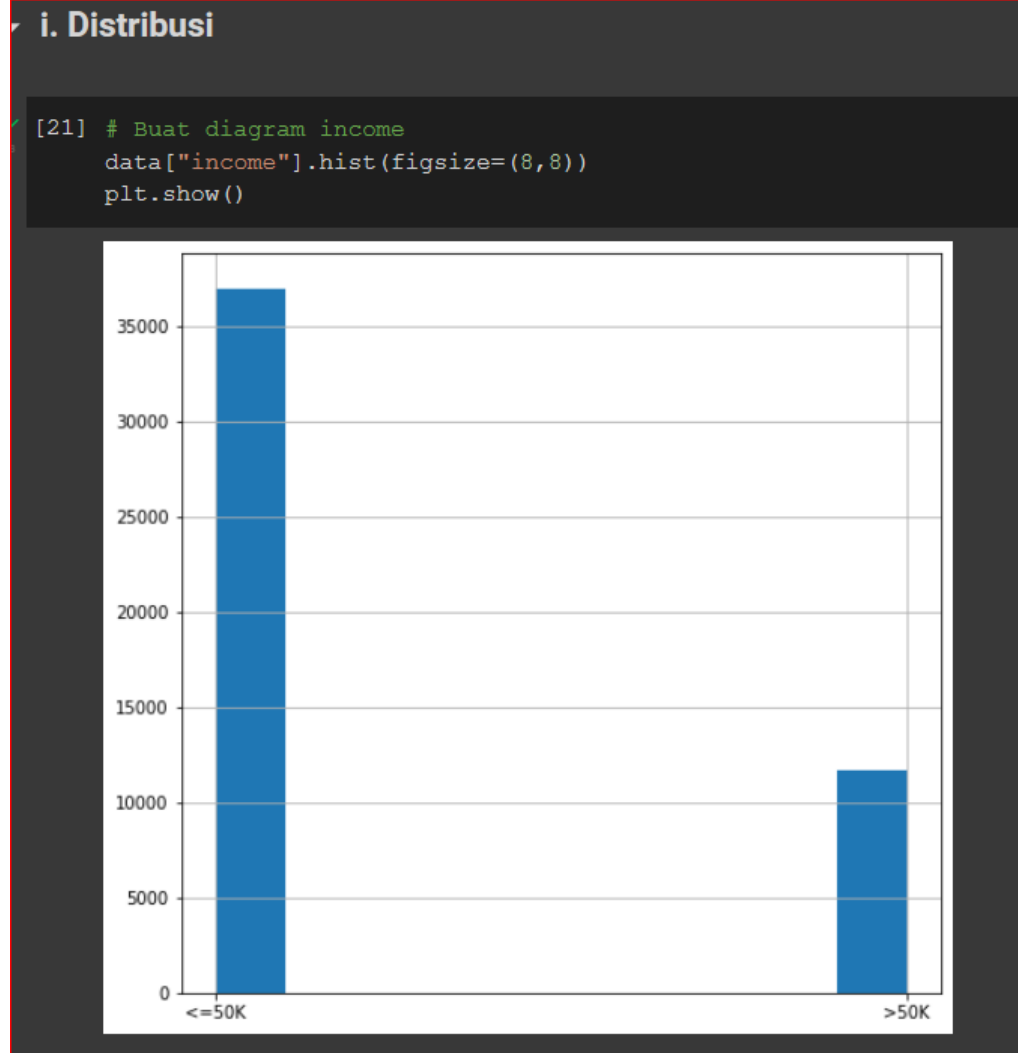 i. Distribusi
[21] # Buat diagram income
data["income"].hist(figsize=(8,8))
plt.show()
35000
30000
25000
20000
15000
10000
5000
0
<=50K >50K